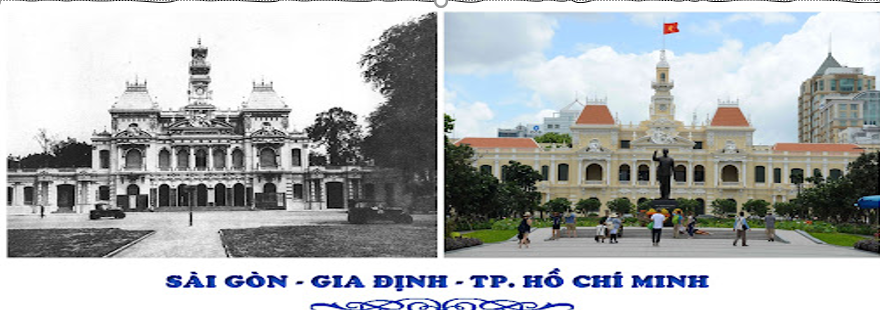 SÀI GÒN - GIA ĐỊNH - TP. HỒ CHÍ MINH